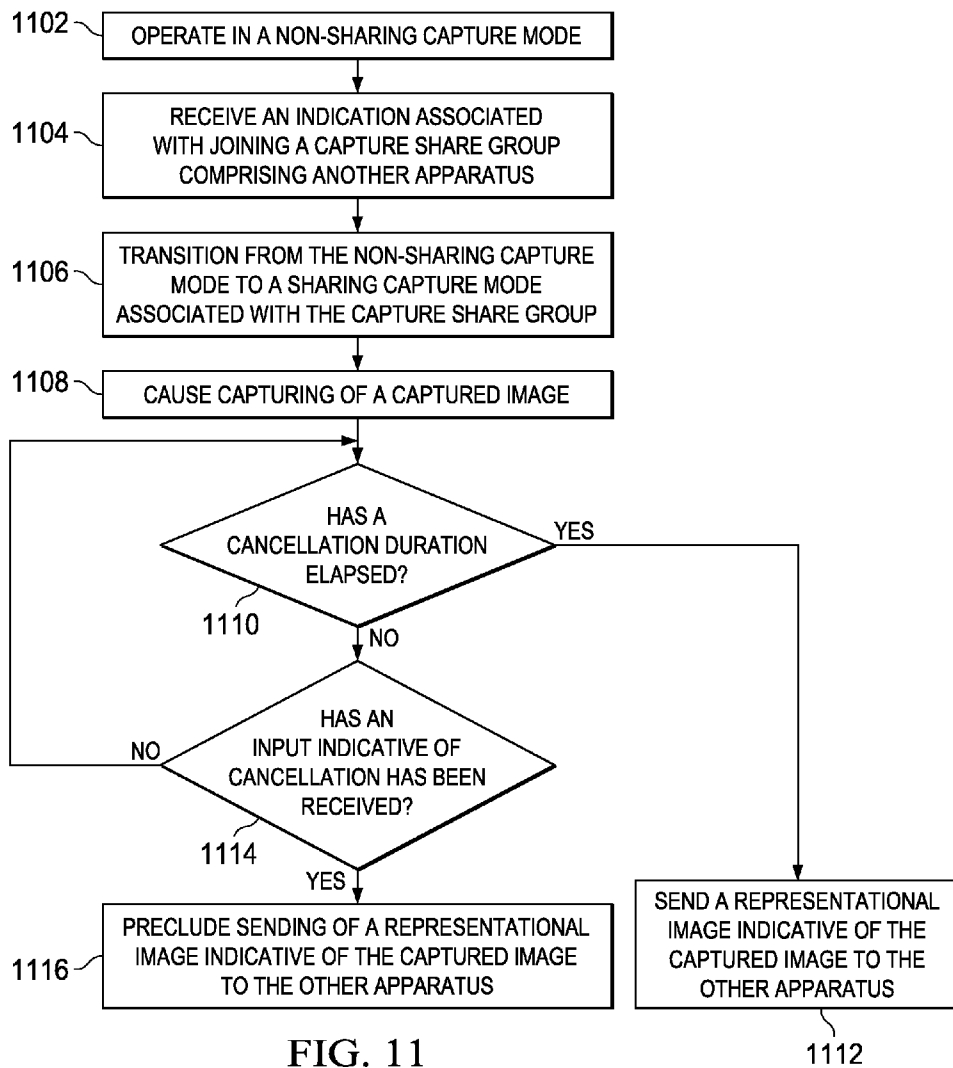 1102
OPERATE IN A NON-SHARING CAPTURE MODE
1104
RECEIVE AN INDICATION ASSOCIATED
WITH JOINING A CAPTURE SHARE GROUP
COMPRISING ANOTHER APPARATUS
1106
TRANSITION FROM THE NON-SHARING CAPTURE
MODE TO A SHARING CAPTURE MODE
ASSOCIATED WITH THE CAPTURE SHARE GROUP
1108
CAUSE CAPTURING OF A CAPTURED IMAGE
HAS A
CANCELLATION DURATION
ELAPSED?
YES
1110
NO
HAS AN
INPUT INDICATIVE OF
CANCELLATION HAS BEEN
RECEIVED?
NO
1114
YES
1116
PRECLUDE SENDING OF A REPRESENTATIONAL
IMAGE INDICATIVE OF THE CAPTURED IMAGE
TO THE OTHER APPARATUS
SEND A REPRESENTATIONAL
IMAGE INDICATIVE OF THE
CAPTURED IMAGE TO THE
OTHER APPARATUS
1112
FIG. 11